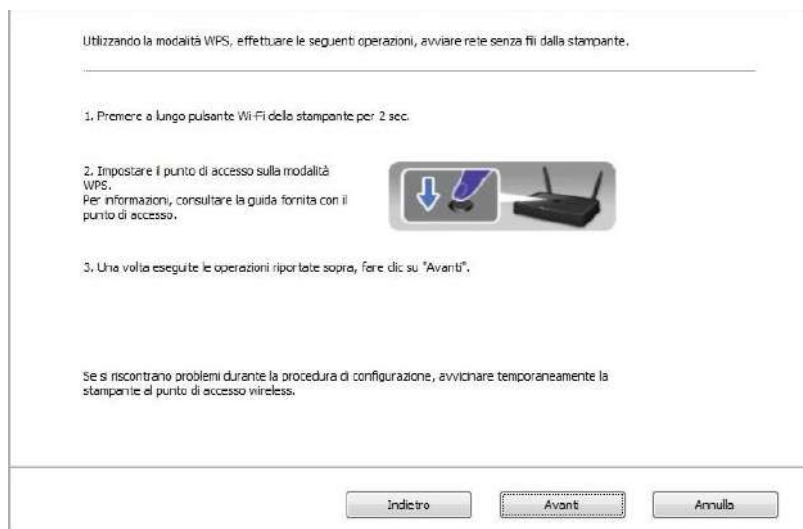 Utilizzando la modalità WPS, effettuare le seguenti operazioni, avviare rete senza fili dalla stampante.
1. Premere a lungo pulsante Wi-Fi della stampante per 2 sec.
2. Impostare il punto di accesso sulla modalità
WPS.
Per informazioni, consultare la guida fornita con il
punto di accesso.
3. Una volta eseguite le operazioni riportate sopra, fare clic su "Avanti".
Se si riscontrano problemi durante la procedura di configurazione, avvicinare temporaneamente la
stampante al punto di accesso wireless.
Indietro
Avanti
Annulla